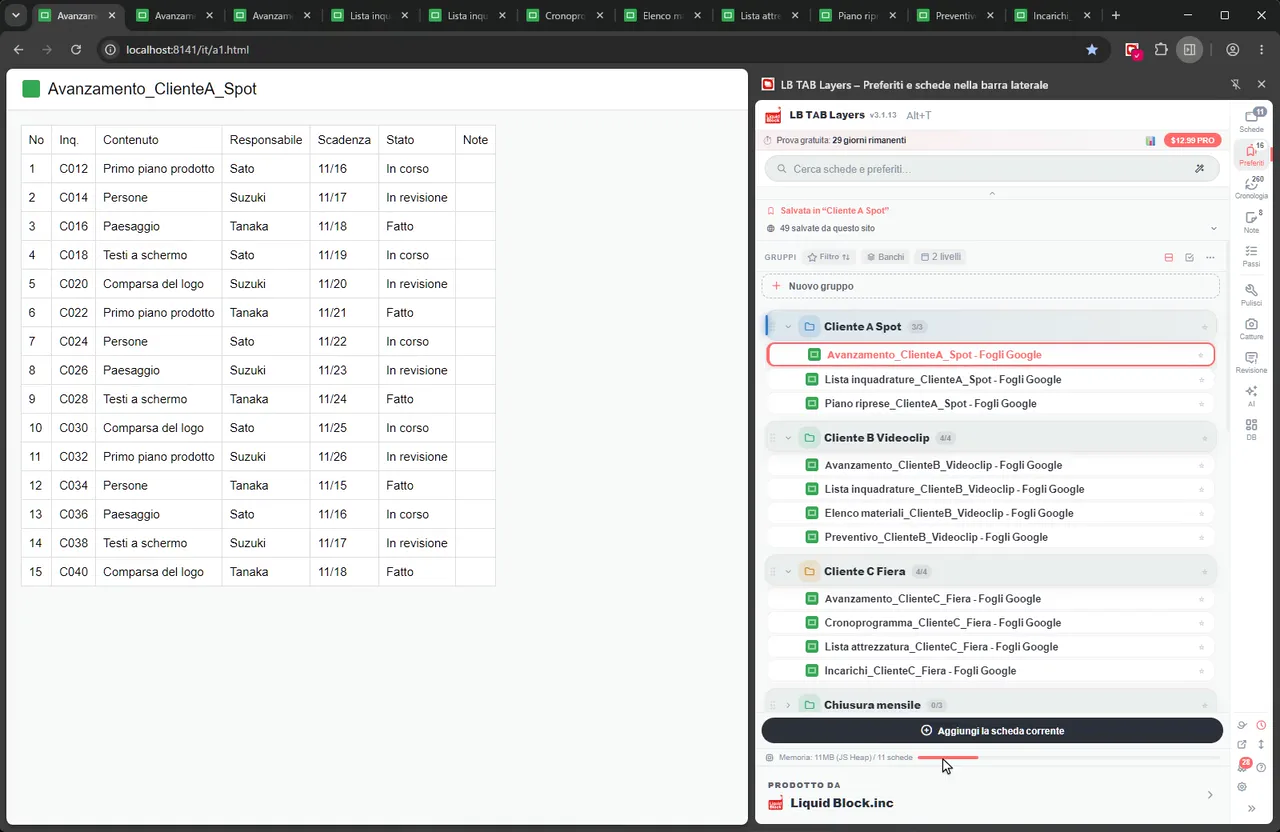 Avanzame
Avanzam
Avanzam
Lista inqu
Lista inqu
Cronopro
Elenco m
Lista attre
Piano rip
Preventiv
Incarichi_
localhost:8141/it/a1.html
Avanzamento_ClienteA_Spot
No Inq. Contenuto Responsabile Scadenza Stato Note
1 C012 Primo piano prodotto Sato 11/16 In corso
2 C014 Persone Suzuki 11/17 In revisione
3 C016 Paesaggio Tanaka 11/18 Fatto
4 C018 Testi a schermo Sato 11/19 In corso
5 C020 Comparsa del logo Suzuki 11/20 In revisione
6 C022 Primo piano prodotto Tanaka 11/21 Fatto
7 C024 Persone Sato 11/22 In corso
8 C026 Paesaggio Suzuki 11/23 In revisione
9 C028 Testi a schermo Tanaka 11/24 Fatto
10 C030 Comparsa del logo Sato 11/25 In corso
11 C032 Primo piano prodotto Suzuki 11/26 In revisione
12 C034 Persone Tanaka 11/15 Fatto
13 C036 Paesaggio Sato 11/16 In corso
14 C038 Testi a schermo Suzuki 11/17 In revisione
15 C040 Comparsa del logo Tanaka 11/18 Fatto
LB TAB Layers – Preferiti e schede nella barra laterale
LB TAB Layers v3.1.13 Alt+T
Prova gratuita: 29 giorni rimanenti
$12.99 PRO
Cerca schede e preferiti…
Salvata in “Cliente A Spot”
49 salvate da questo sito
GRUPPI Filtro Banchi 2 livelli
Nuovo gruppo
Cliente A Spot 3/3
Avanzamento_ClienteA_Spot - Fogli Google
Lista inquadrature_ClienteA_Spot - Fogli Google
Piano riprese_ClienteA_Spot - Fogli Google
Cliente B Videoclip 4/4
Avanzamento_ClienteB_Videoclip - Fogli Google
Lista inquadrature_ClienteB_Videoclip - Fogli Google
Elenco materiali_ClienteB_Videoclip - Fogli Google
Preventivo_ClienteB_Videoclip - Fogli Google
Cliente C Fiera 4/4
Avanzamento_ClienteC_Fiera - Fogli Google
Cronoprogramma_ClienteC_Fiera - Fogli Google
Lista attrezzatura_ClienteC_Fiera - Fogli Google
Incarichi_ClienteC_Fiera - Fogli Google
Chiusura mensile 0/3
Aggiungi la scheda corrente
Memoria: 11MB (JS Heap) / 11 schede
PRODOTTO DA
Liquid Block.inc
11
Schede
16
Preferiti
260
Cronologia
8
Note
Passi
Pulisci
Catture
Revisione
AI
DB
28